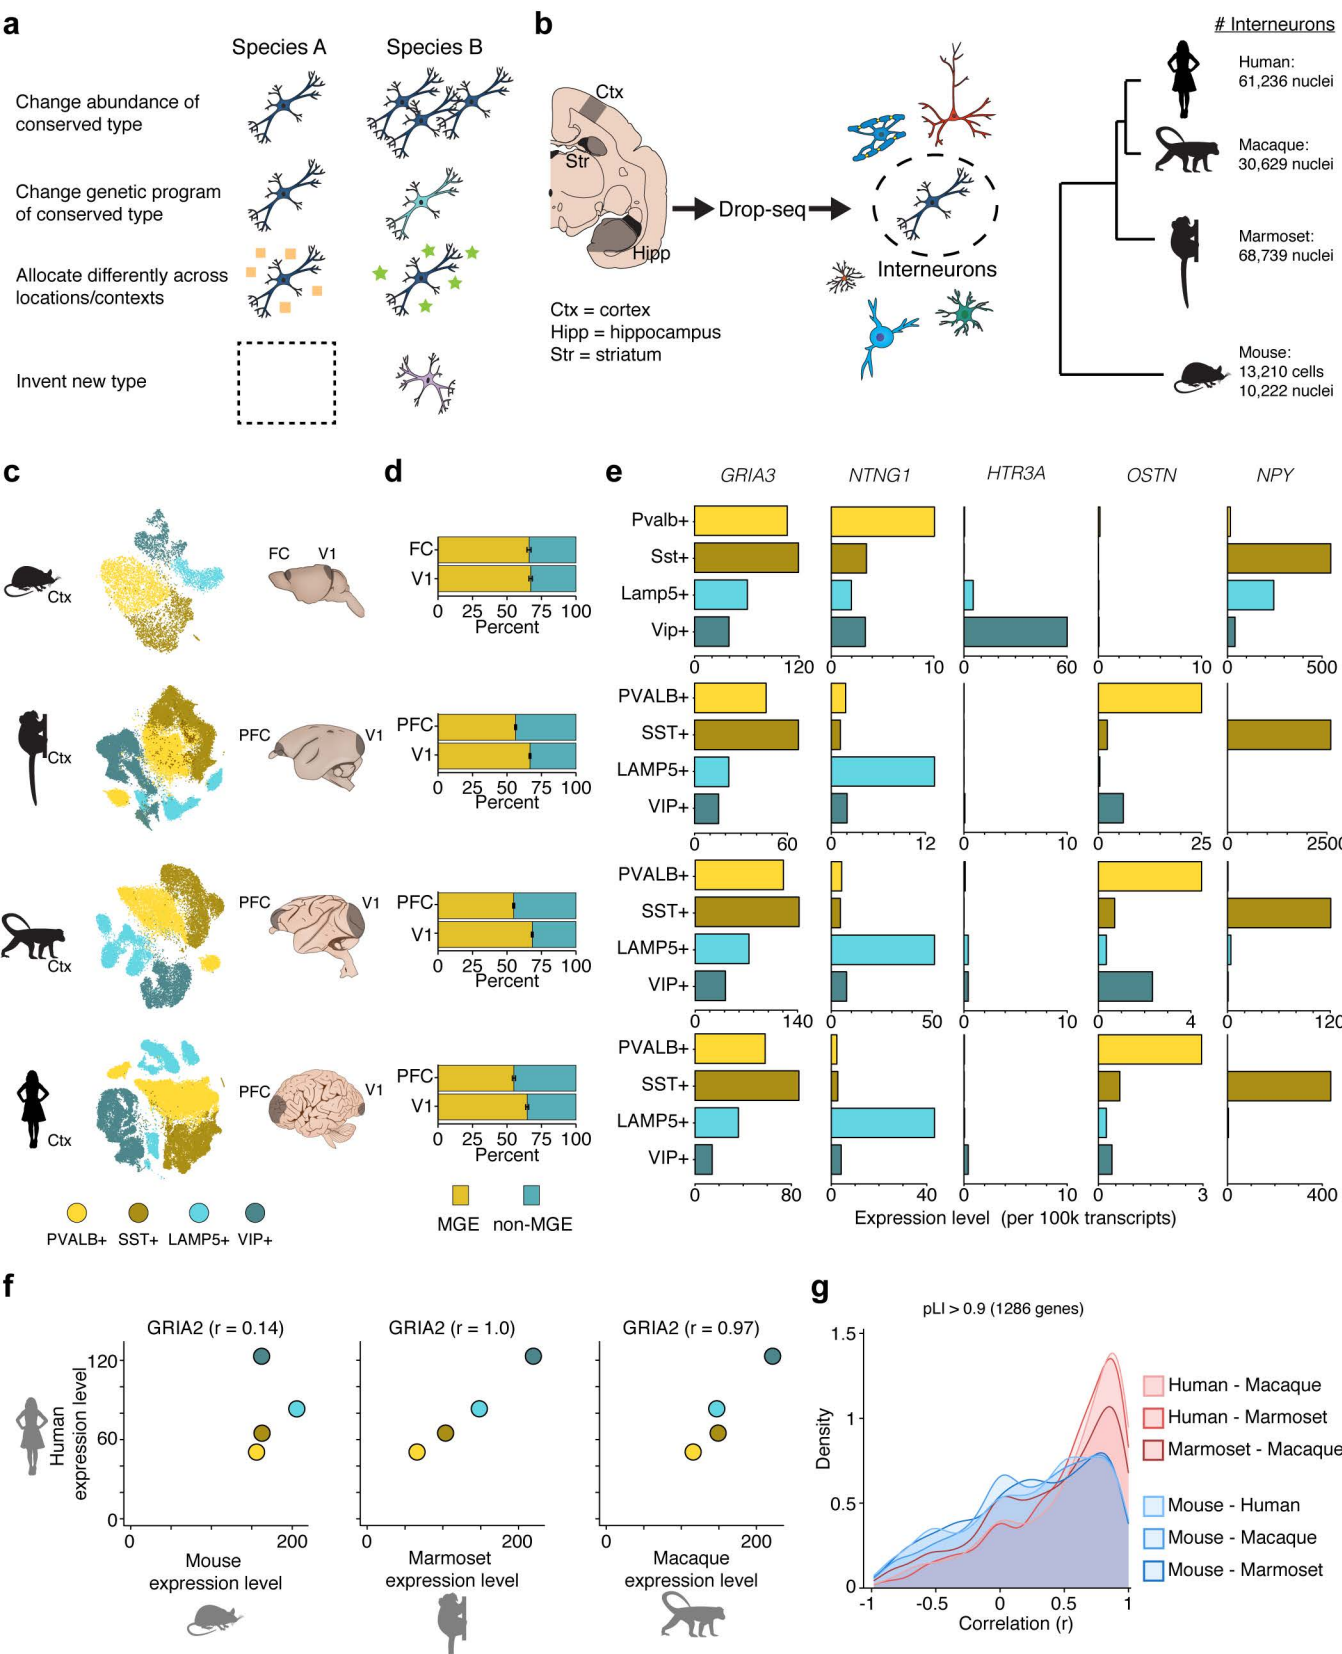 a
Species A
Species B
Change abundance of
conserved type
Change genetic program
of conserved type
Allocate differently across
locations/contexts
Invent new type
b
Ctx
Str
Hipp
Drop-seq
Interneurons
Ctx = cortex
Hipp = hippocampus
Str = striatum
# Interneurons
Human:
61,236 nuclei
Macaque:
30,629 nuclei
Marmoset:
68,739 nuclei
Mouse:
13,210 cells
10,222 nuclei
c
Ctx
FC V1
Ctx
PFC V1
Ctx
PFC V1
Ctx
PFC V1
PVALB+ SST+ LAMP5+ VIP+
d
FC
V1
0 25 50 75 100
Percent
PFC
V1
0 25 50 75 100
Percent
PFC
V1
0 25 50 75 100
Percent
PFC
V1
0 25 50 75 100
Percent
MGE non-MGE
e
GRIA3 NTNG1 HTR3A OSTN NPY
Pvalb+
Sst+
Lamp5+
Vip+
0 120 0 10 0 60 0 10 0 500
PVALB+
SST+
LAMP5+
VIP+
0 60 0 12 0 10 0 25 0 2500
PVALB+
SST+
LAMP5+
VIP+
0 140 0 50 0 10 0 4 0 120
PVALB+
SST+
LAMP5+
VIP+
0 80 0 40 0 10 0 3 0 400
Expression level (per 100k transcripts)
f
Human
expression level
GRIA2 (r = 0.14)
120
60
0
0 200
Mouse
expression level
GRIA2 (r = 1.0)
0 200
Marmoset
expression level
GRIA2 (r = 0.97)
0 200
Macaque
expression level
g
pLI > 0.9 (1286 genes)
Density
1.5
1
0.5
0
-1 -0.5 0 0.5 1
Correlation (r)
Human - Macaque
Human - Marmoset
Marmoset - Macaque
Mouse - Human
Mouse - Macaque
Mouse - Marmoset